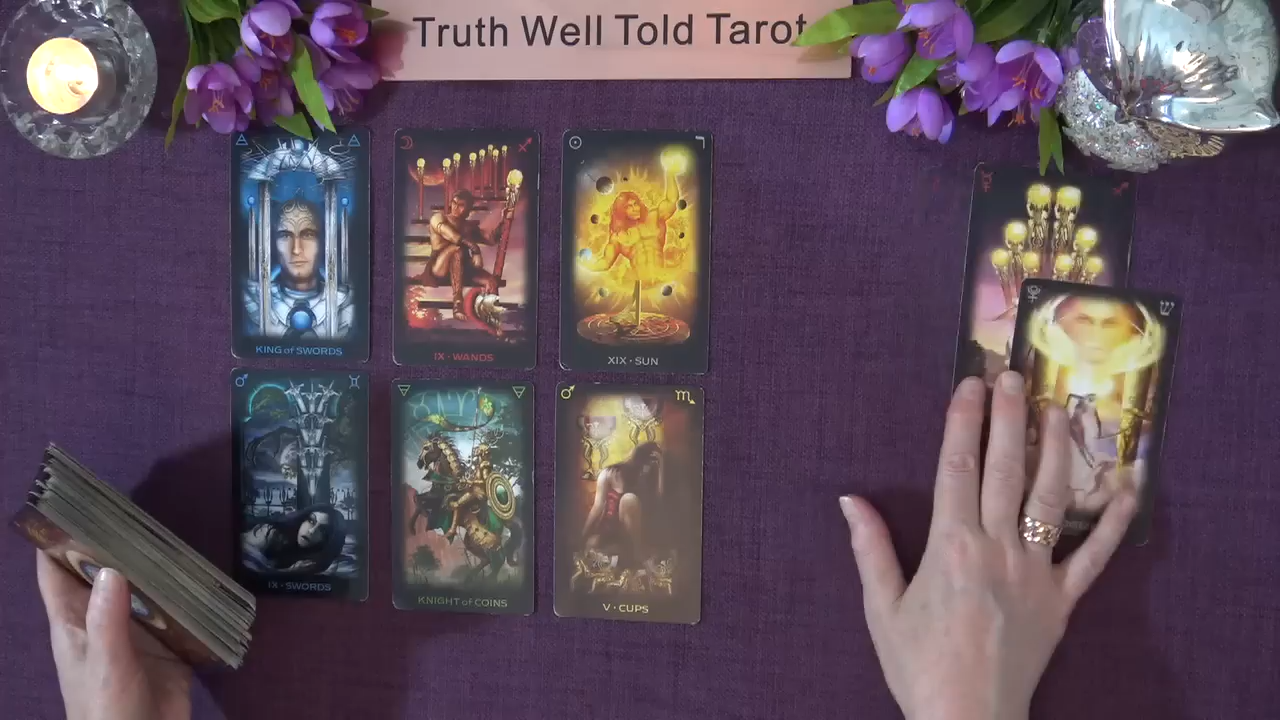 Truth Well Told Tarot
KING of SWORDS
IX · WANDS
XIX · SUN
IX · SWORDS
KNIGHT of COINS
V · CUPS